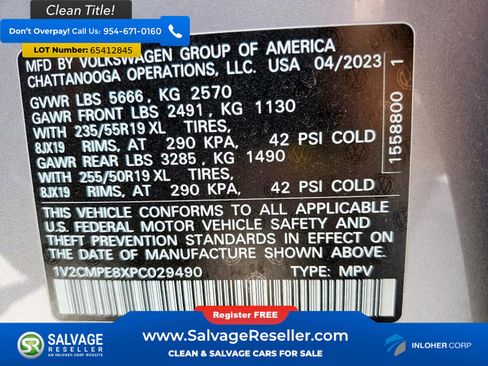 Clean Title!
Don't Overpay! Call Us: 954-671-0160
LOT Number: 65412845
MFD BY VOLKSWAGEN GROUP OF AMERICA
CHATTANOOGA OPERATIONS, LLC. USA 04/2023
GVWR LBS 5666, KG 2570
GAWR FRONT LBS 2491, KG 1130
WITH 235/55R19 XL TIRES,
8JX19 RIMS, AT 290 KPA, 42 PSI COLD
GAWR REAR LBS 3285, KG 1490
WITH 255/50R19 XL TIRES,
8JX19 RIMS, AT 290 KPA, 42 PSI COLD
THIS VEHICLE CONFORMS TO ALL APPLICABLE
U.S. FEDERAL MOTOR VEHICLE SAFETY AND
THEFT PREVENTION STANDARDS IN EFFECT ON
THE DATE OF MANUFACTURE SHOWN ABOVE.
1V2CMPE8XPC029490 TYPE: MPV
1558800 1
Register FREE!
SALVAGE
RESELLER
AN INLOHER CORP WEBSITE
www.SalvageReseller.com
CLEAN & SALVAGE CARS FOR SALE
INLOHER CORP